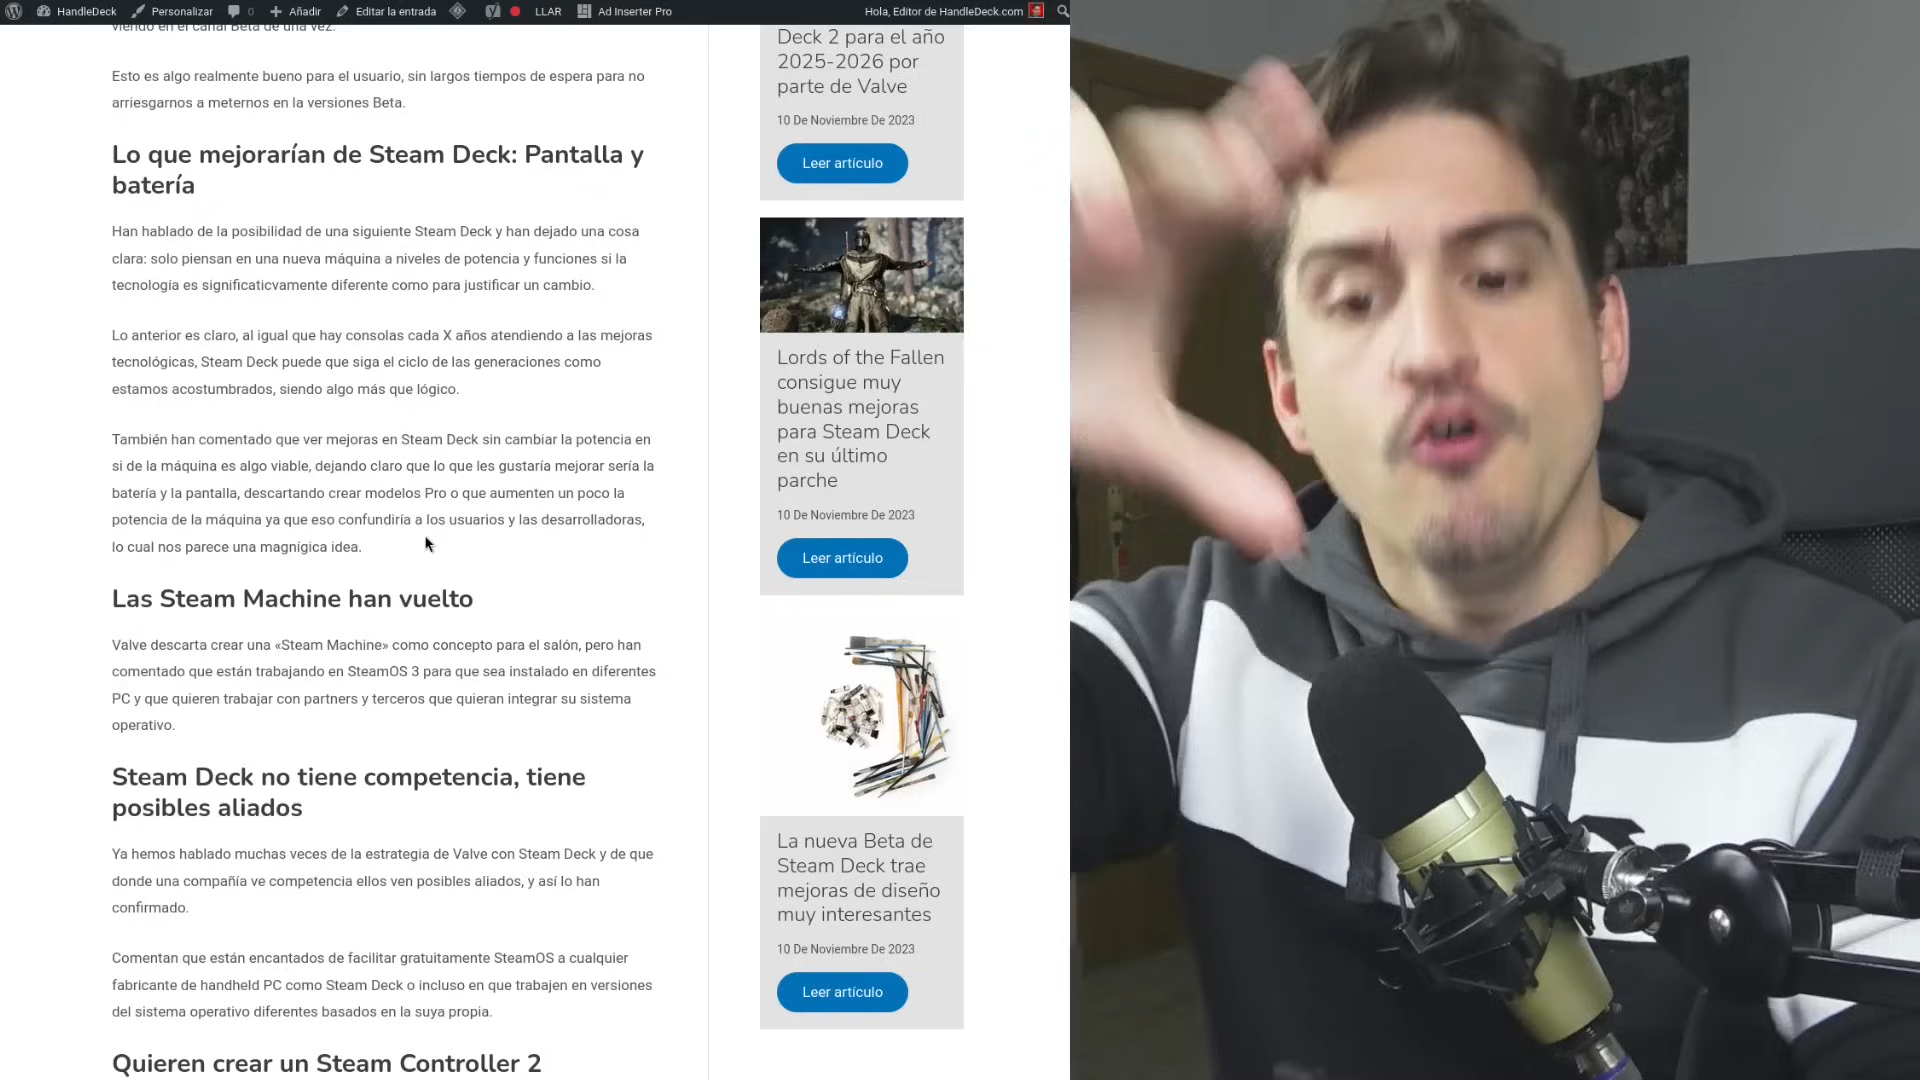 HandleDeck
Personalizar
0
Añadir
Editar la entrada
LLAR
Ad Inserter Pro
Hola, Editor de HandleDeck.com
viendo en el canal Beta de una vez.
Esto es algo realmente bueno para el usuario, sin largos tiempos de espera para no
arriesgarnos a meternos en la versiones Beta.
Lo que mejorarían de Steam Deck: Pantalla y
batería
Han hablado de la posibilidad de una siguiente Steam Deck y han dejado una cosa
clara: solo piensan en una nueva máquina a niveles de potencia y funciones si la
tecnología es significaticvamente diferente como para justificar un cambio.
Lo anterior es claro, al igual que hay consolas cada X años atendiendo a las mejoras
tecnológicas, Steam Deck puede que siga el ciclo de las generaciones como
estamos acostumbrados, siendo algo más que lógico.
También han comentado que ver mejoras en Steam Deck sin cambiar la potencia en
si de la máquina es algo viable, dejando claro que lo que les gustaría mejorar sería la
batería y la pantalla, descartando crear modelos Pro o que aumenten un poco la
potencia de la máquina ya que eso confundiría a los usuarios y las desarrolladoras,
lo cual nos parece una magnígica idea.
Las Steam Machine han vuelto
Valve descarta crear una «Steam Machine» como concepto para el salón, pero han
comentado que están trabajando en SteamOS 3 para que sea instalado en diferentes
PC y que quieren trabajar con partners y terceros que quieran integrar su sistema
operativo.
Steam Deck no tiene competencia, tiene
posibles aliados
Ya hemos hablado muchas veces de la estrategia de Valve con Steam Deck y de que
donde una compañía ve competencia ellos ven posibles aliados, y así lo han
confirmado.
Comentan que están encantados de facilitar gratuitamente SteamOS a cualquier
fabricante de handheld PC como Steam Deck o incluso en que trabajen en versiones
del sistema operativo diferentes basados en la suya propia.
Quieren crear un Steam Controller 2
Deck 2 para el año
2025-2026 por
parte de Valve
10 De Noviembre De 2023
Leer artículo
Lords of the Fallen
consigue muy
buenas mejoras
para Steam Deck
en su último
parche
10 De Noviembre De 2023
Leer artículo
La nueva Beta de
Steam Deck trae
mejoras de diseño
muy interesantes
10 De Noviembre De 2023
Leer artículo